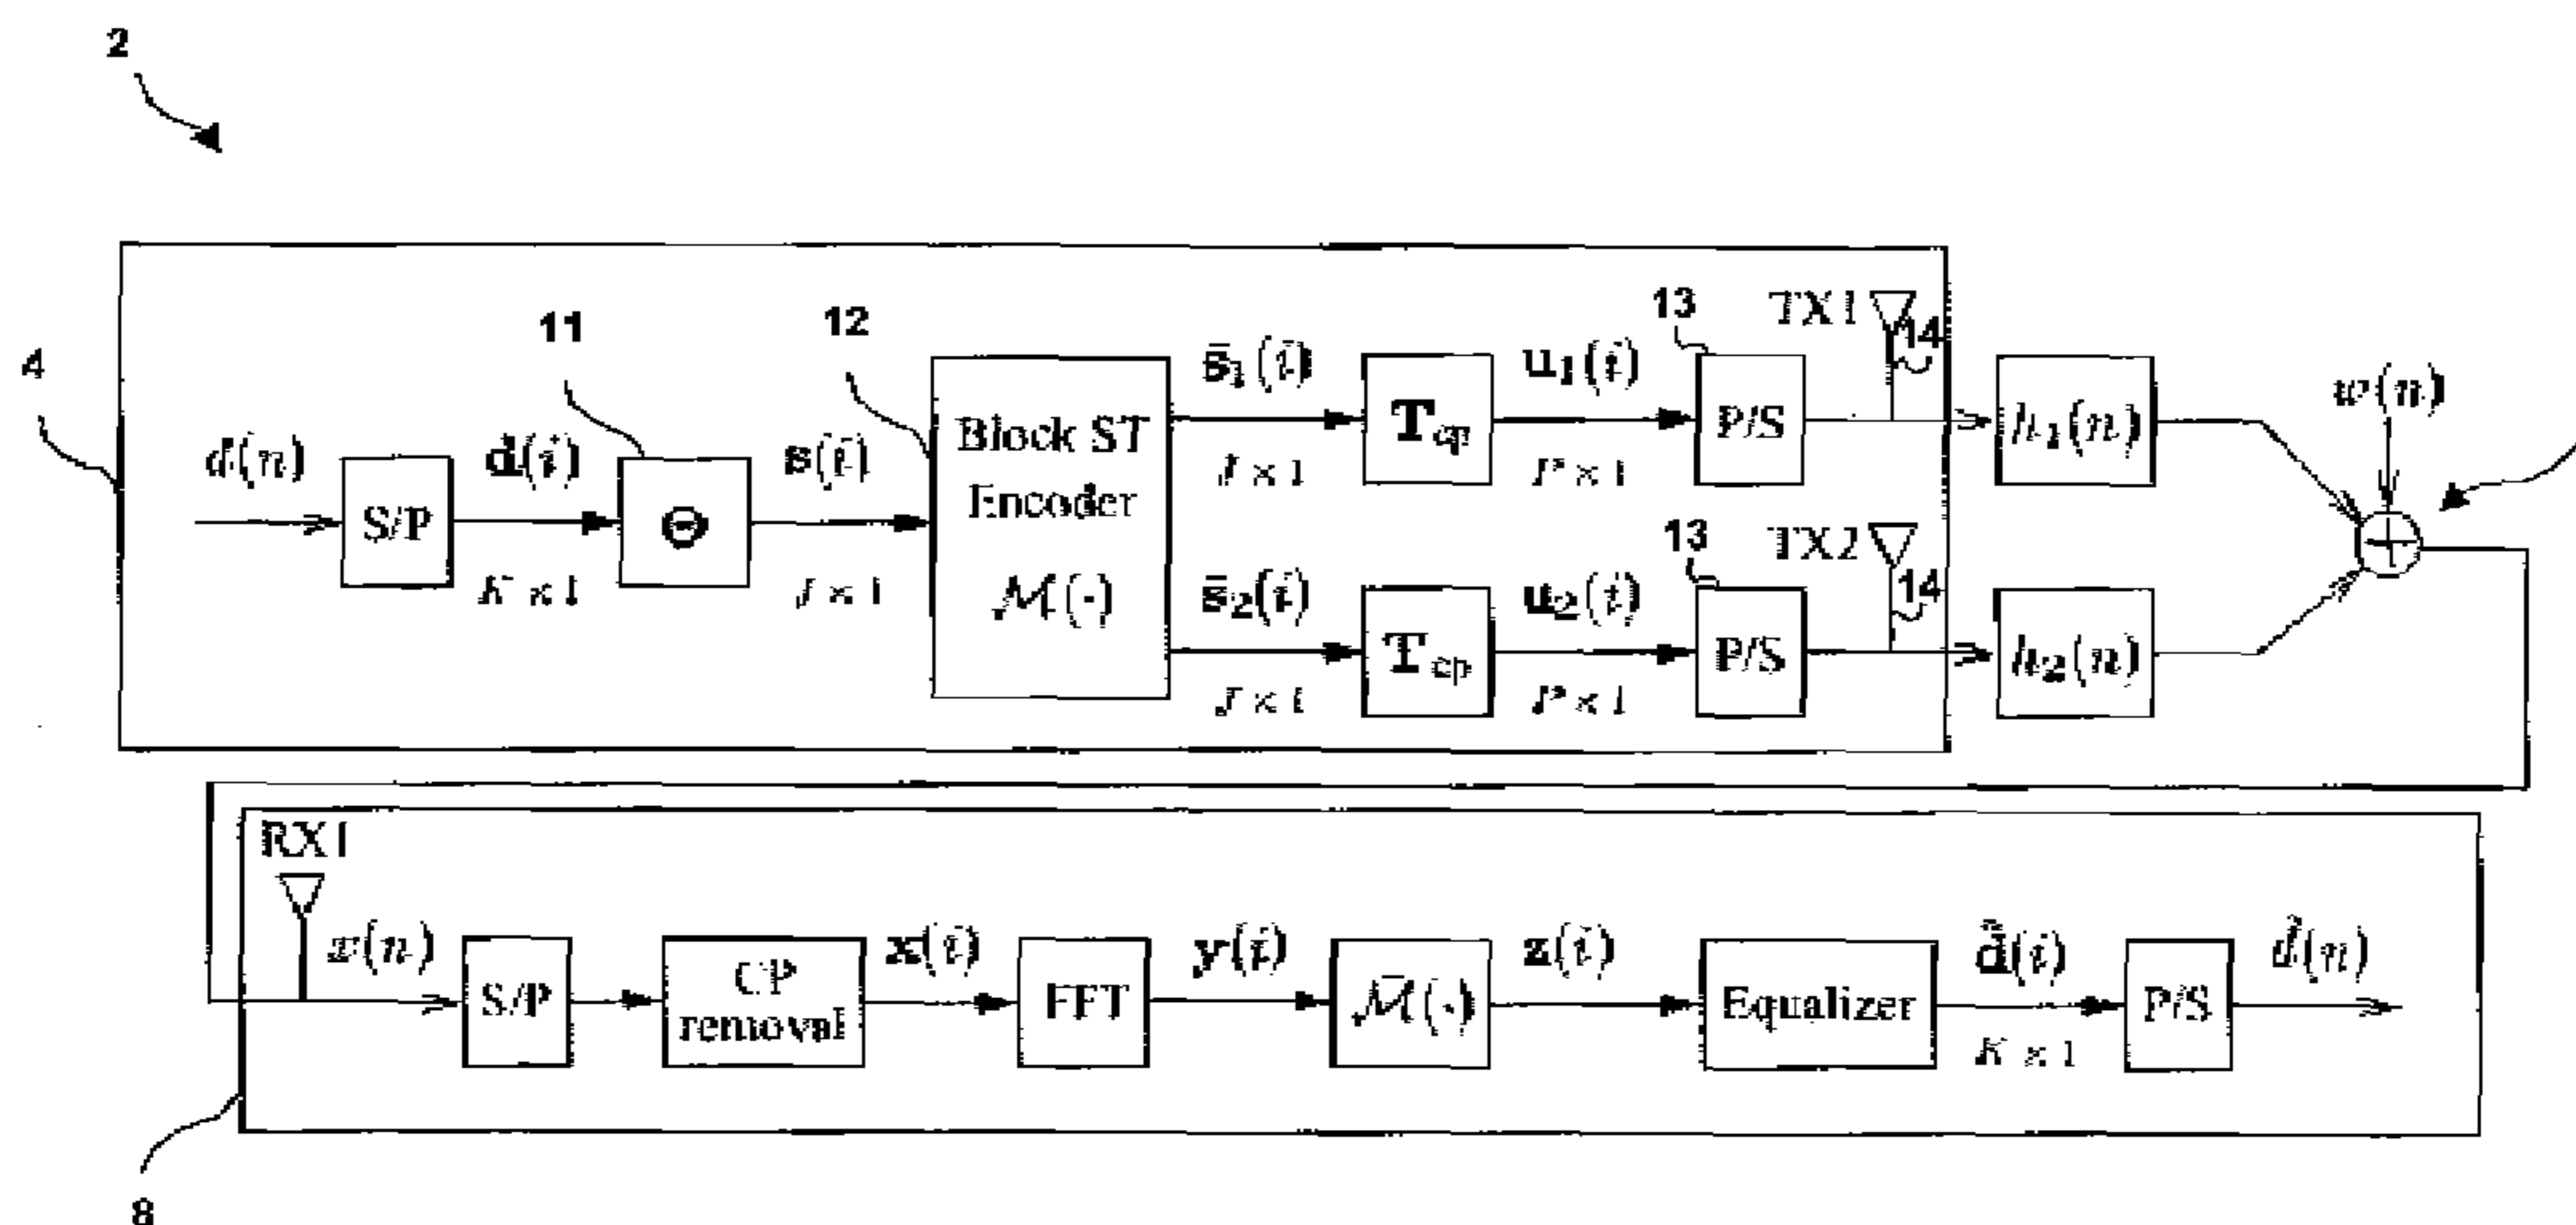 2
4
11
12
13
TX1
14
d(n)
S/P
d(i)
K × 1
Θ
s(i)
J × 1
Block ST
Encoder
M(·)
s̄₁(i)
J × 1
T_cp
u₁(i)
P × 1
P/S
h₁(n)
w(n)
s̄₂(i)
J × 1
T_cp
u₂(i)
P × 1
13
P/S
TX2
14
h₂(n)
RX1
x(n)
S/P
CP
removal
x(i)
FFT
y(i)
M̄(·)
z(i)
Equalizer
d̂(i)
K × 1
P/S
d̂(n)
8